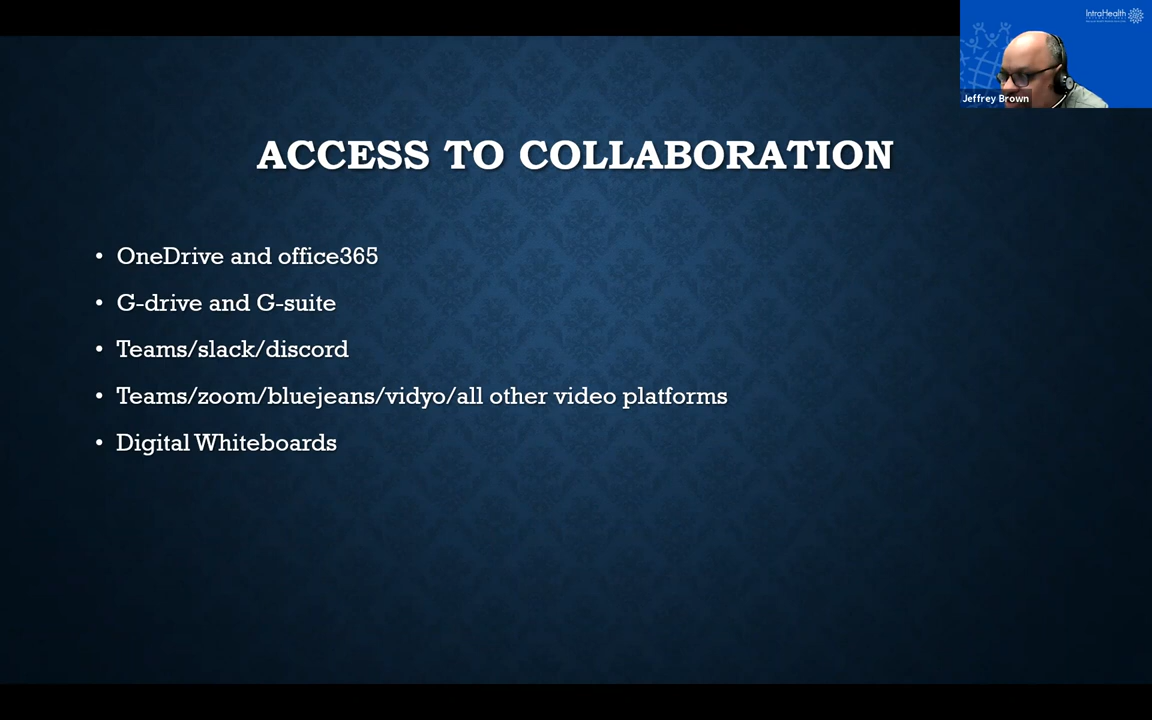 IntraHealth
Jeffrey Brown
ACCESS TO COLLABORATION
• OneDrive and office365
• G-drive and G-suite
• Teams/slack/discord
• Teams/zoom/bluejeans/vidyo/all other video platforms
• Digital Whiteboards